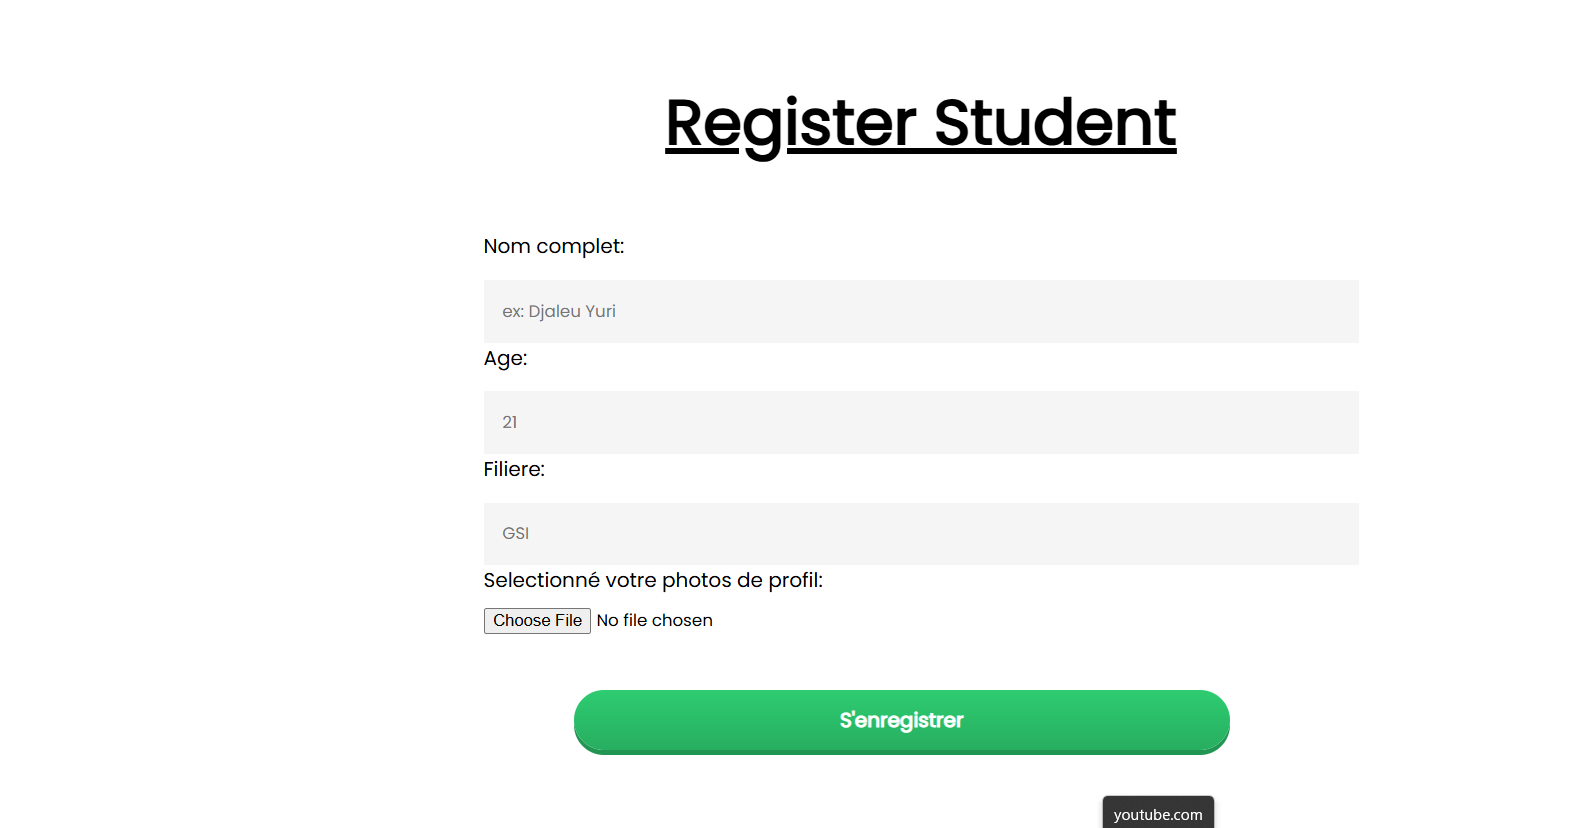 Register Student
Nom complet:
ex: Djaleu Yuri
Age:
21
Filiere:
GSI
Selectionné votre photos de profil:
Choose File No file chosen
S'enregistrer
youtube.com